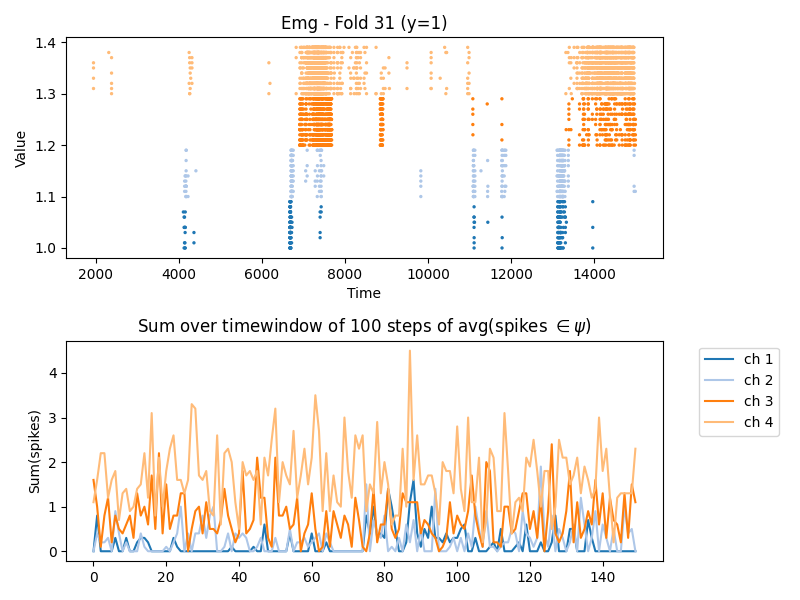 Emg - Fold 31 (y=1)
Value
1.4
1.3
1.2
1.1
1.0
2000 4000 6000 8000 10000 12000 14000
Time
Sum over timewindow of 100 steps of avg(spikes ∈ ψ)
Sum(spikes)
4
3
2
1
0
0 20 40 60 80 100 120 140
ch 1
ch 2
ch 3
ch 4